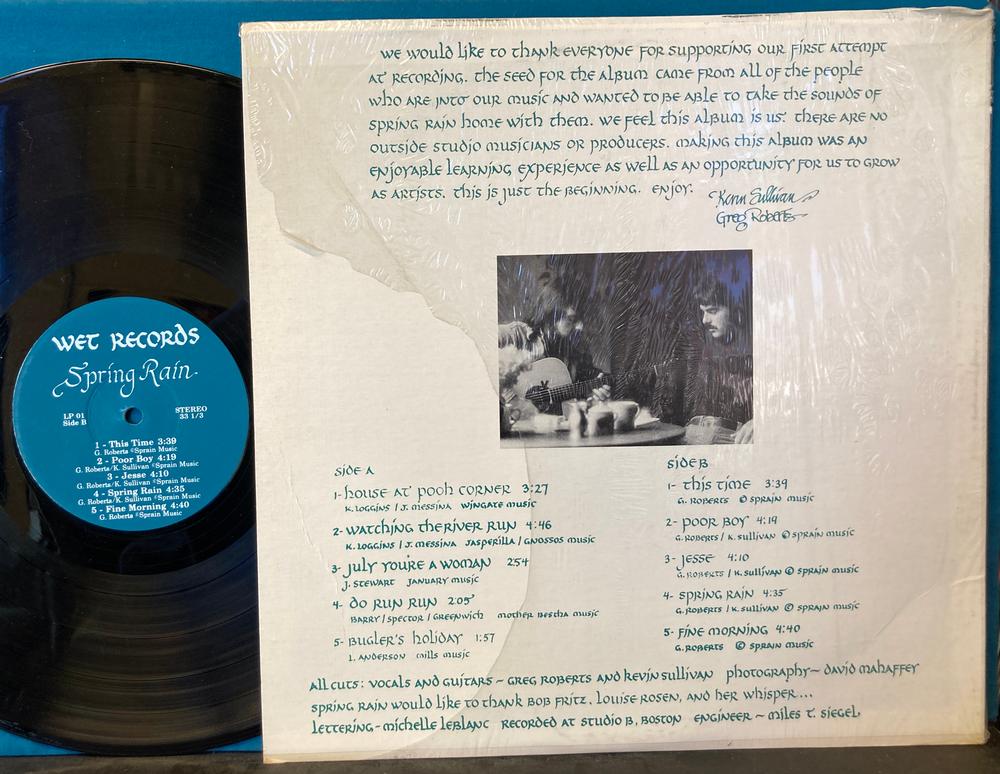 WET RECORDS
Spring Rain
LP 01
Side B
STEREO
33 1/3
1 - This Time 3:39
G. Roberts ©Sprain Music
2 - Poor Boy 4:19
G. Roberts/K. Sullivan ©Sprain Music
3 - Jesse 4:10
G. Roberts/K. Sullivan ©Sprain Music
4 - Spring Rain 4:35
G. Roberts/K. Sullivan ©Sprain Music
5 - Fine Morning 4:40
G. Roberts ©Sprain Music
we would like to thank everyone for supporting our first attempt
at recording. the seed for the album came from all of the people
who are into our music and wanted to be able to take the sounds of
spring rain home with them. we feel this album is us: there are no
outside studio musicians or producers. making this album was an
enjoyable learning experience as well as an opportunity for us to grow
as artists. this is just the beginning. enjoy.
Kevin Sullivan
Greg Roberts
side A
1- house at pooh corner 3:27
K. Loggins / J. Messina wingate music
2- watching the river run 4:46
K. Loggins / J. Messina Jasperilla / Gnossos music
3- July you're a woman 2:54
J. Stewart January music
4- do run run 2:05
Barry / Spector / Greenwich mother bertha music
5- Bugler's holiday 1:57
L. Anderson mills music
side B
1- this time 3:39
G. Roberts © sprain music
2- poor boy 4:19
G. Roberts / K. Sullivan © sprain music
3- Jesse 4:10
G. Roberts / K. Sullivan © sprain music
4- spring rain 4:35
G. Roberts / K. Sullivan © sprain music
5- fine morning 4:40
G. Roberts © sprain music
all cuts: vocals and guitars ~ Greg Roberts and Kevin Sullivan photography ~ david mahaffey
spring rain would like to thank Bob Fritz, Louise Rosen, and her whisper...
lettering - michelle leblanc recorded at studio B, Boston engineer ~ miles t. siegel